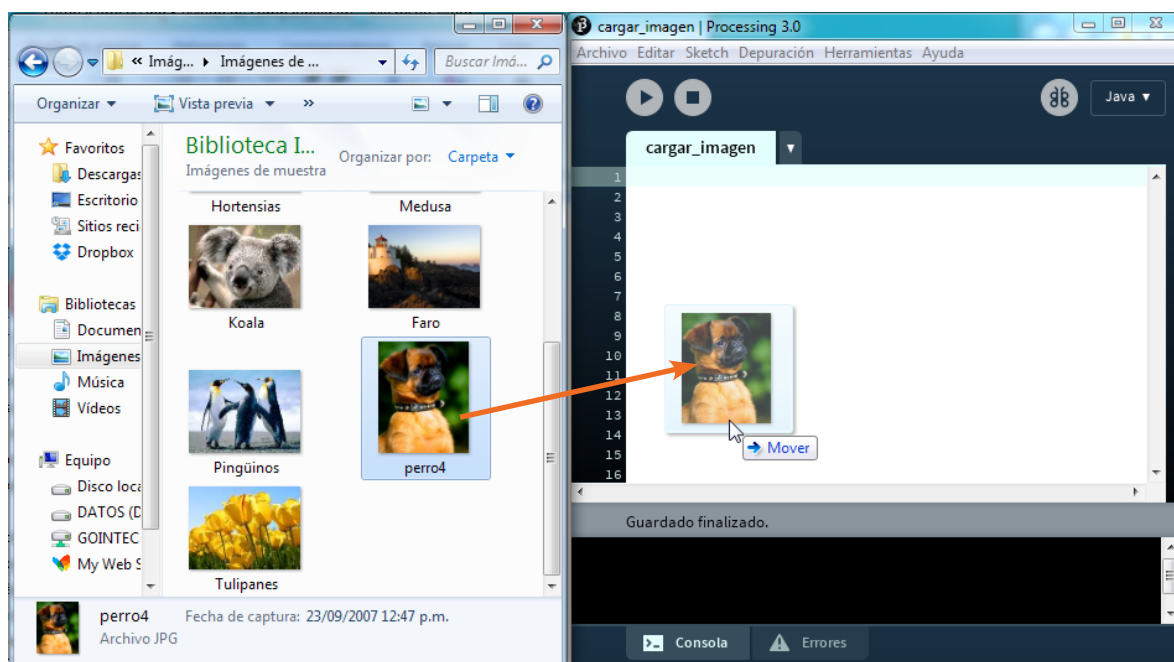 « Imág... ▸ Imágenes de ...
Buscar Imá...
Organizar
Vista previa
»
Favoritos
Descargas
Escritorio
Sitios reci
Dropbox
Bibliotecas
Documen
Imágenes
Música
Vídeos
Equipo
Disco loca
DATOS (D
GOINTEC
My Web S
Biblioteca I...
Imágenes de muestra
Organizar por: Carpeta
Hortensias
Medusa
Koala
Faro
Pingüinos
perro4
Tulipanes
perro4
Fecha de captura: 23/09/2007 12:47 p.m.
Archivo JPG
cargar_imagen | Processing 3.0
Archivo Editar Sketch Depuración Herramientas Ayuda
Java
cargar_imagen
1
2
3
4
5
6
7
8
9
10
11
12
13
14
15
16
Mover
Guardado finalizado.
Consola
Errores